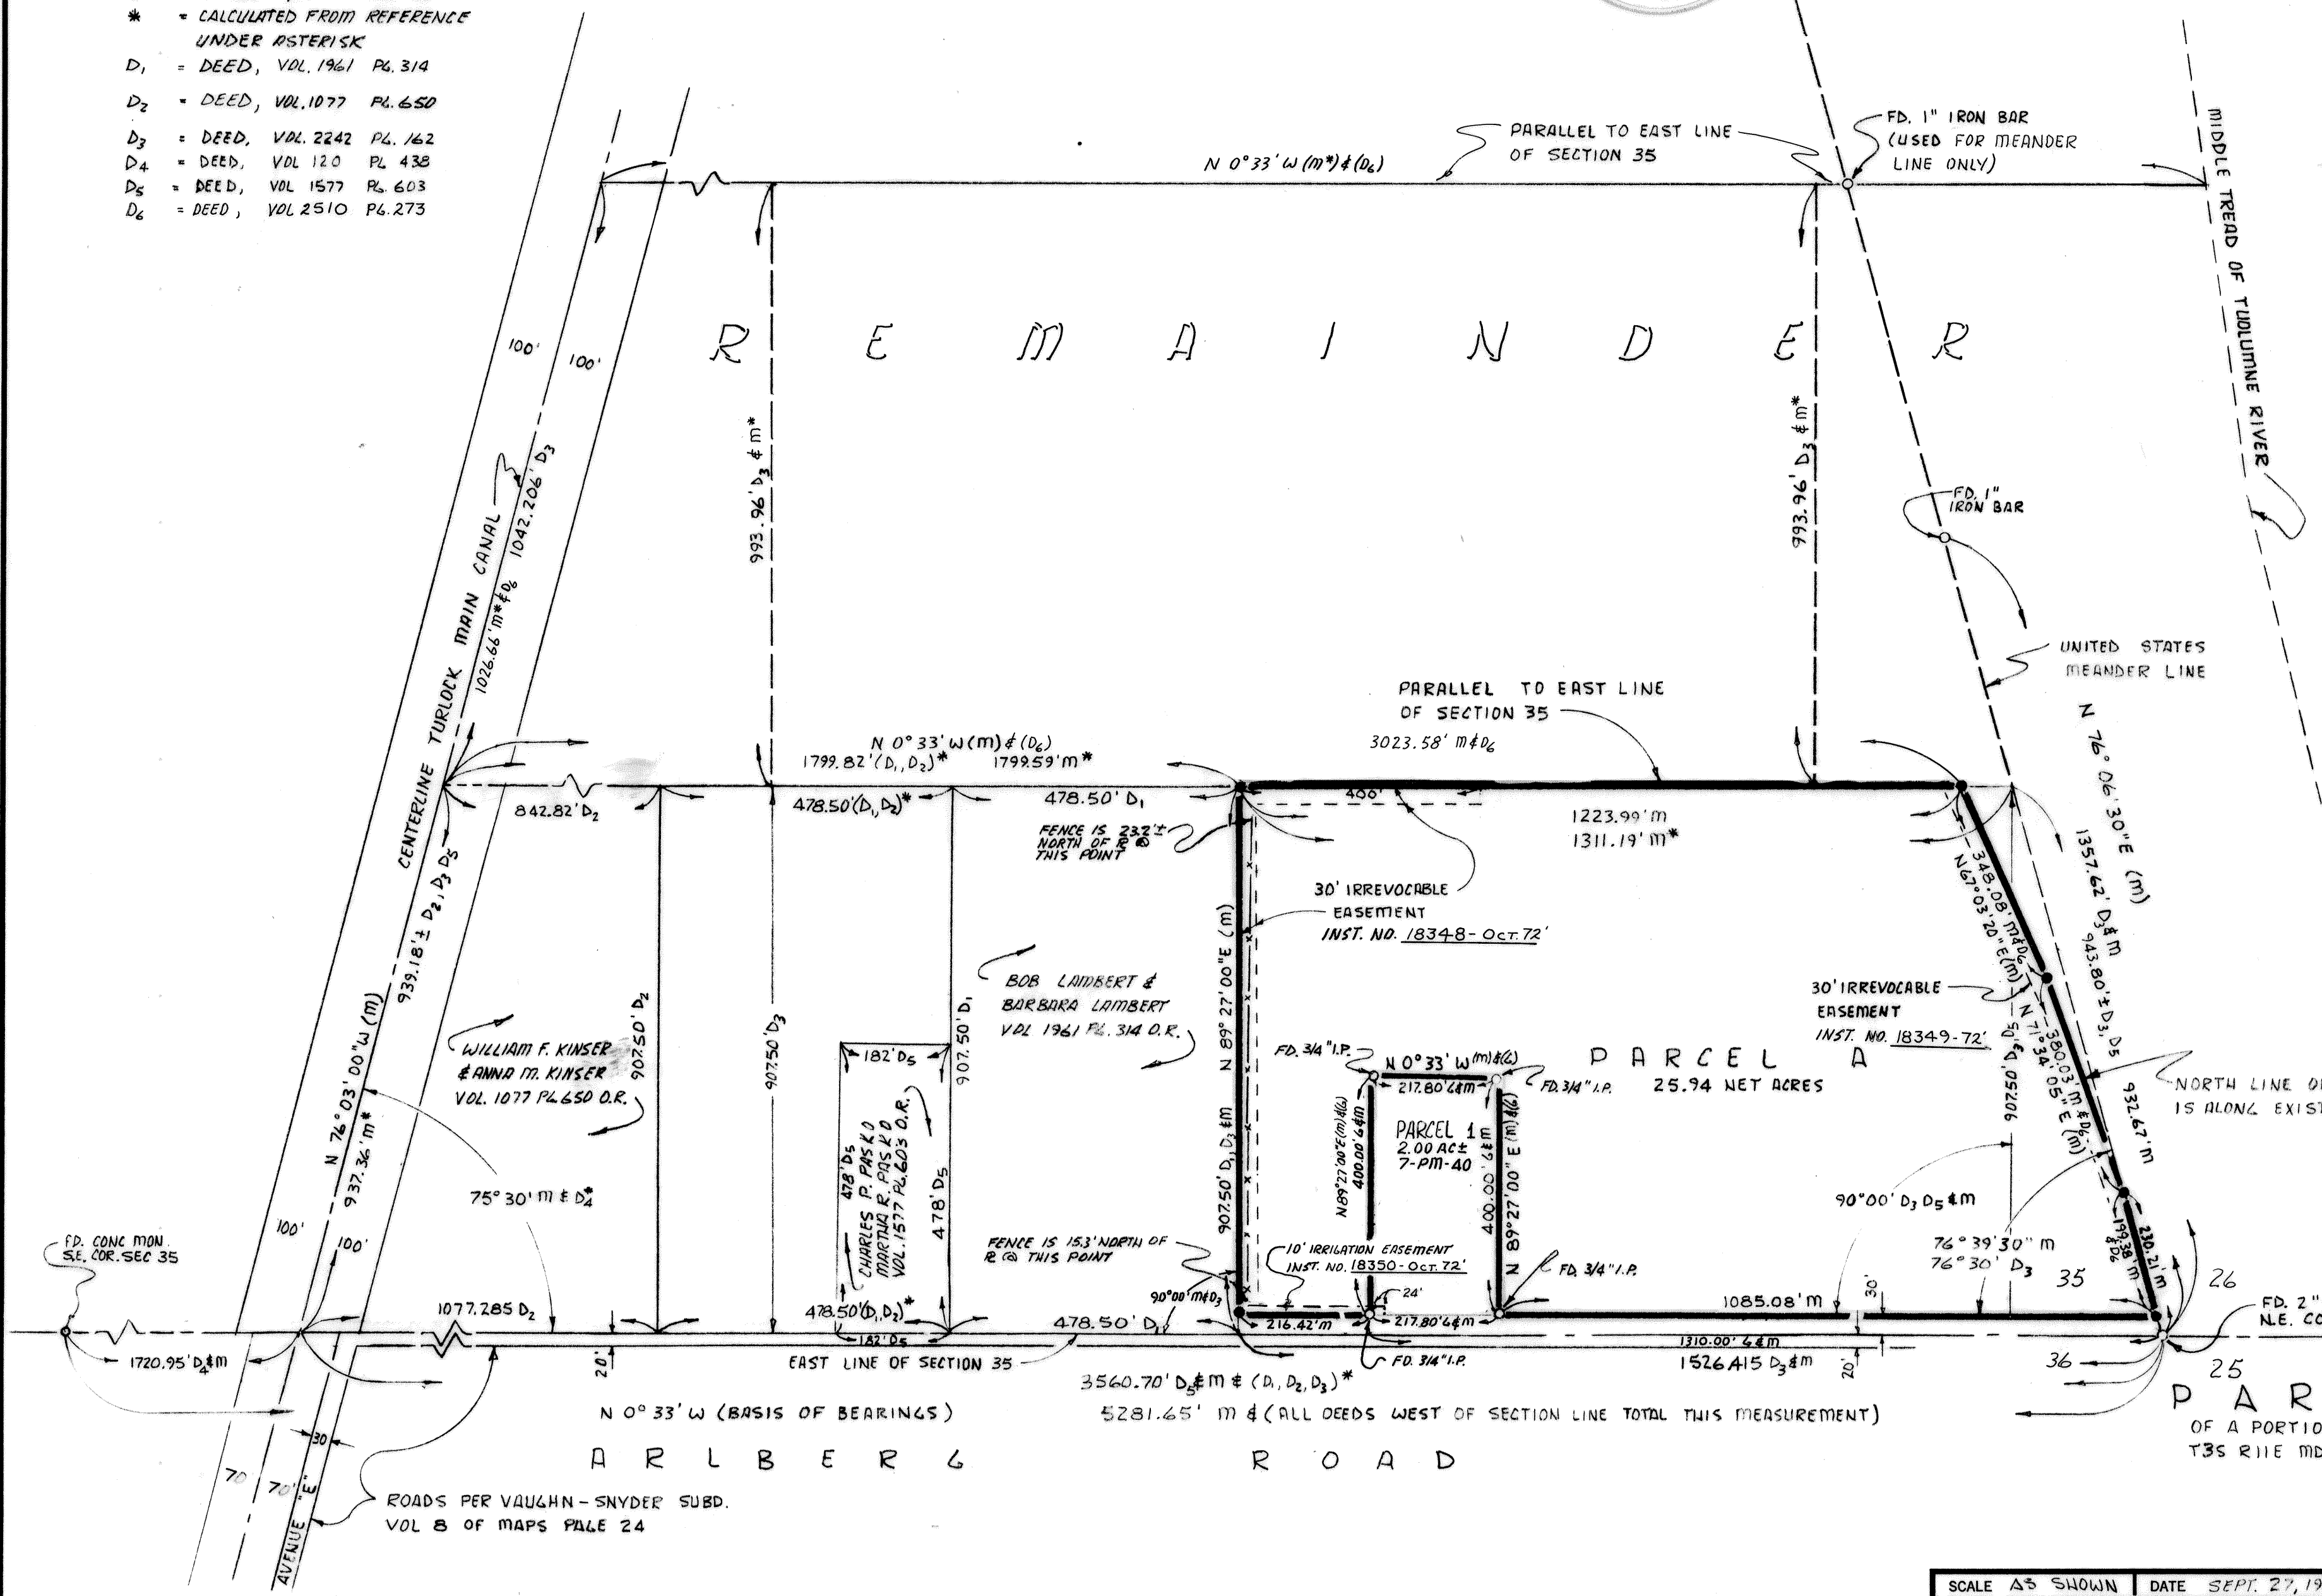 * = CALCULATED FROM REFERENCE
UNDER ASTERISK
D1 = DEED, VOL. 1961 PG. 314
D2 = DEED, VOL. 1077 PG. 650
D3 = DEED, VOL. 2242 PG. 162
D4 = DEED, VOL 120 PG 438
D5 = DEED, VOL 1577 PG. 603
D6 = DEED, VOL 2510 PG. 273
N 0°33' W (M*) & (D6)
PARALLEL TO EAST LINE
OF SECTION 35
FD. 1" IRON BAR
(USED FOR MEANDER
LINE ONLY)
MIDDLE TREAD OF TUOLUMNE RIVER
100'
100'
REMAINDER
993.96' D3 & M*
993.96' D3 & M*
FD. 1"
IRON BAR
CENTERLINE TURLOCK MAIN CANAL
1026.66' M* & D6
1042.206' D3
UNITED STATES
MEANDER LINE
PARALLEL TO EAST LINE
OF SECTION 35
3023.58' M & D6
N 0°33' W (M) & (D6)
1799.82' (D1, D2)*
1799.59' M*
842.82' D2
478.50' (D1, D2)*
478.50' D1
400'
1223.99' M
1311.19' M*
FENCE IS 23.2'±
NORTH OF ℞ @
THIS POINT
N 76°06'30"E (M)
1357.62' D3 & M
943.80'± D3, D5
932.67' M
348.08' M & D6
N 67°03'20"E (M)
380.03' M & D6
N 71°34'05"E (M)
30' IRREVOCABLE
EASEMENT
INST. NO. 18348-OCT. 72'
30' IRREVOCABLE
EASEMENT
INST. NO. 18349-72'
939.18'± D2, D3 D5
N 76°03'00"W (M)
937.36' M*
WILLIAM F. KINSER
& ANNA M. KINSER
VOL. 1077 PG. 650 O.R.
907.50' D2
907.50' D3
907.50' D1
BOB LAMBERT &
BARBARA LAMBERT
VOL 1961 PG. 314 O.R.
182' D5
478' D5
CHARLES P. PASKO
MARTHA R. PASKO
VOL. 1577 PG. 603 O.R.
478' D5
N 89°27'00"E (M)
907.50' D1, D3 & M
FD. 3/4" I.P.
N 0°33' W (M) & (G)
217.80' G & M
FD. 3/4" I.P.
PARCEL A
25.94 NET ACRES
N 89°27'00"E (M) & (G)
400.00' G & M
PARCEL 1
2.00 AC±
7-PM-40
400.00' G & M
N 89°27'00"E (M) & (G)
907.50' D3, D5
NORTH LINE O
IS ALONG EXIST
90°00' D3 D5 & M
75°30' M & D4*
76°39'30" M
76°30' D3
199.38' M & D6
230.21' M
FENCE IS 15.3' NORTH OF
℞ @ THIS POINT
10' IRRIGATION EASEMENT
INST. NO. 18350-OCT. 72'
90°00' M & D3
FD. 3/4" I.P.
24'
30'
35
26
FD. 2"
N.E. CO
FD. CONC MON.
S.E. COR. SEC 35
100'
100'
1077.285 D2
478.50' (D1, D2)*
182' D5
478.50' D1
216.42' M
217.80' G & M
1085.08' M
1720.95' D4 & M
20'
EAST LINE OF SECTION 35
FD. 3/4" I.P.
1310.00' G & M
1526.415 D3 & M
20'
36
25
3560.70' D5 & M & (D1, D2, D3)*
N 0°33' W (BASIS OF BEARINGS)
5281.65' M & (ALL DEEDS WEST OF SECTION LINE TOTAL THIS MEASUREMENT)
ARLBERG ROAD
PAR
OF A PORTIO
T3S R11E MD
30
70'
70'
AVENUE "E"
ROADS PER VAUGHN-SNYDER SUBD.
VOL 8 OF MAPS PAGE 24
SCALE AS SHOWN
DATE SEPT. 27, 19